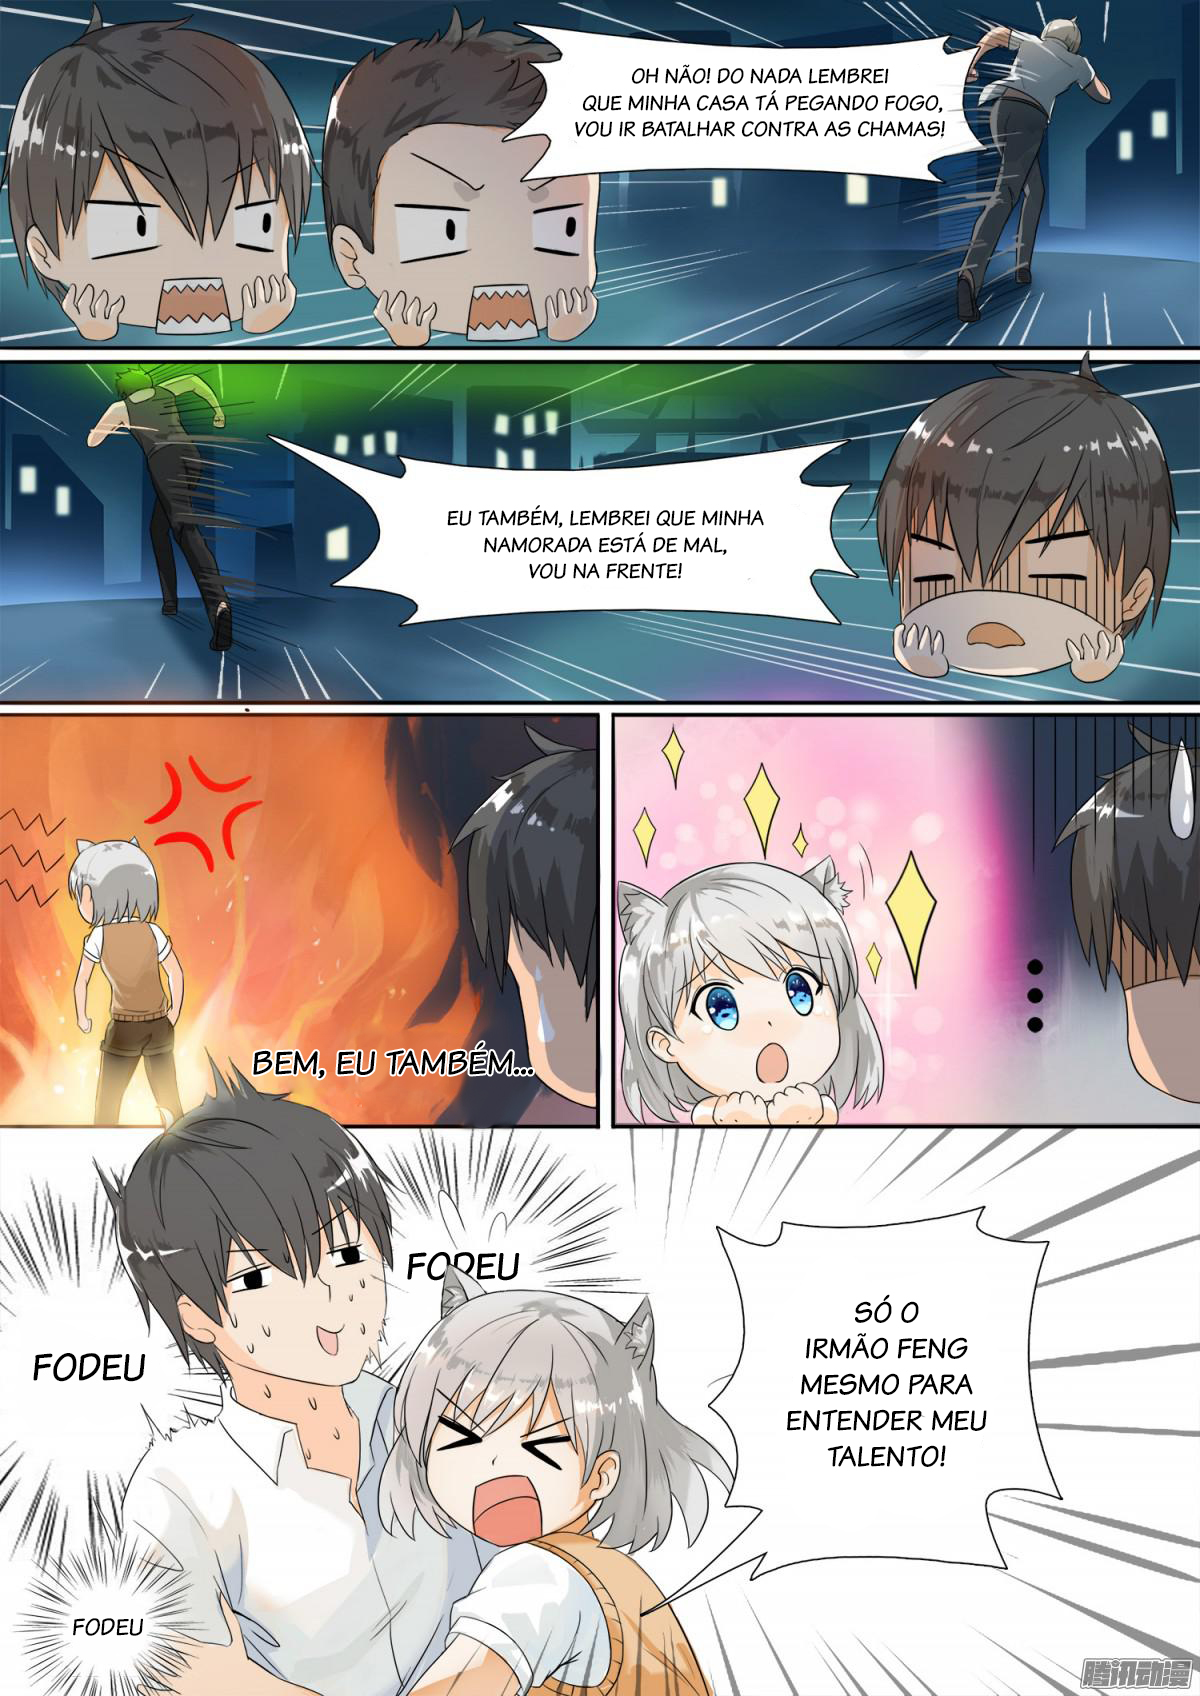 OH NÃO! DO NADA LEMBREI
QUE MINHA CASA TÁ PEGANDO FOGO,
VOU IR BATALHAR CONTRA AS CHAMAS!
EU TAMBÉM, LEMBREI QUE MINHA
NAMORADA ESTÁ DE MAL,
VOU NA FRENTE!
BEM, EU TAMBÉM...
FODEU
FODEU
SÓ O
IRMÃO FENG
MESMO PARA
ENTENDER MEU
TALENTO!
FODEU
腾讯动漫